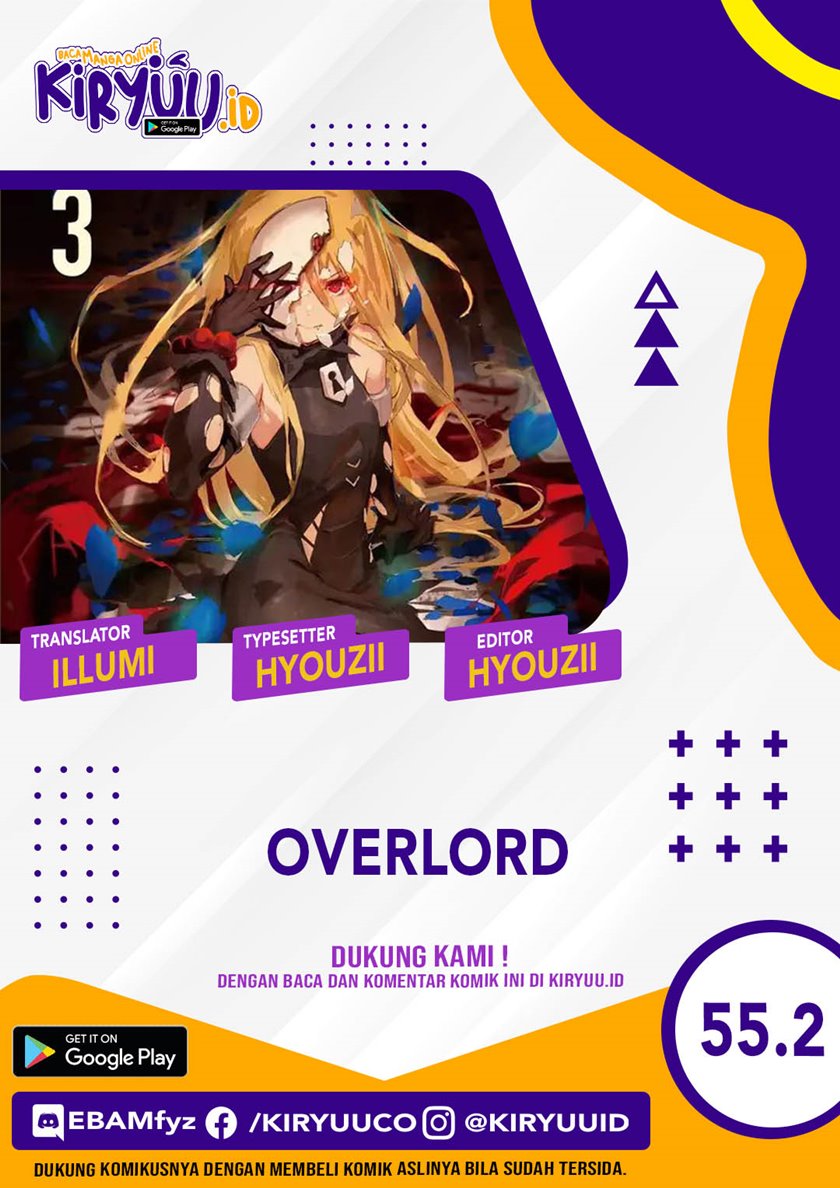 BACA MANGA ONLINE
KIRYUU.ID
GET IT ON
Google Play
3
TRANSLATOR
ILLUMI
TYPESETTER
HYOUZII
EDITOR
HYOUZII
OVERLORD
DUKUNG KAMI !
DENGAN BACA DAN KOMENTAR KOMIK INI DI KIRYUU.ID
55.2
GET IT ON
Google Play
EBAMfyz /KIRYUUCO @KIRYUUID
DUKUNG KOMIKUSNYA DENGAN MEMBELI KOMIK ASLINYA BILA SUDAH TERSIDA.